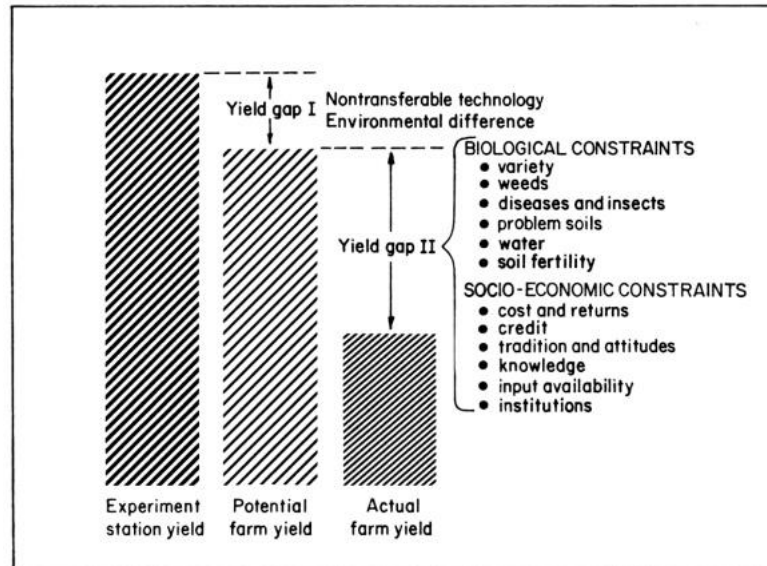 Yield gap I
Nontransferable technology
Environmental difference
Yield gap II
BIOLOGICAL CONSTRAINTS
● variety
● weeds
● diseases and insects
● problem soils
● water
● soil fertility
SOCIO-ECONOMIC CONSTRAINTS
● cost and returns
● credit
● tradition and attitudes
● knowledge
● input availability
● institutions
Experiment
station yield
Potential
farm yield
Actual
farm yield